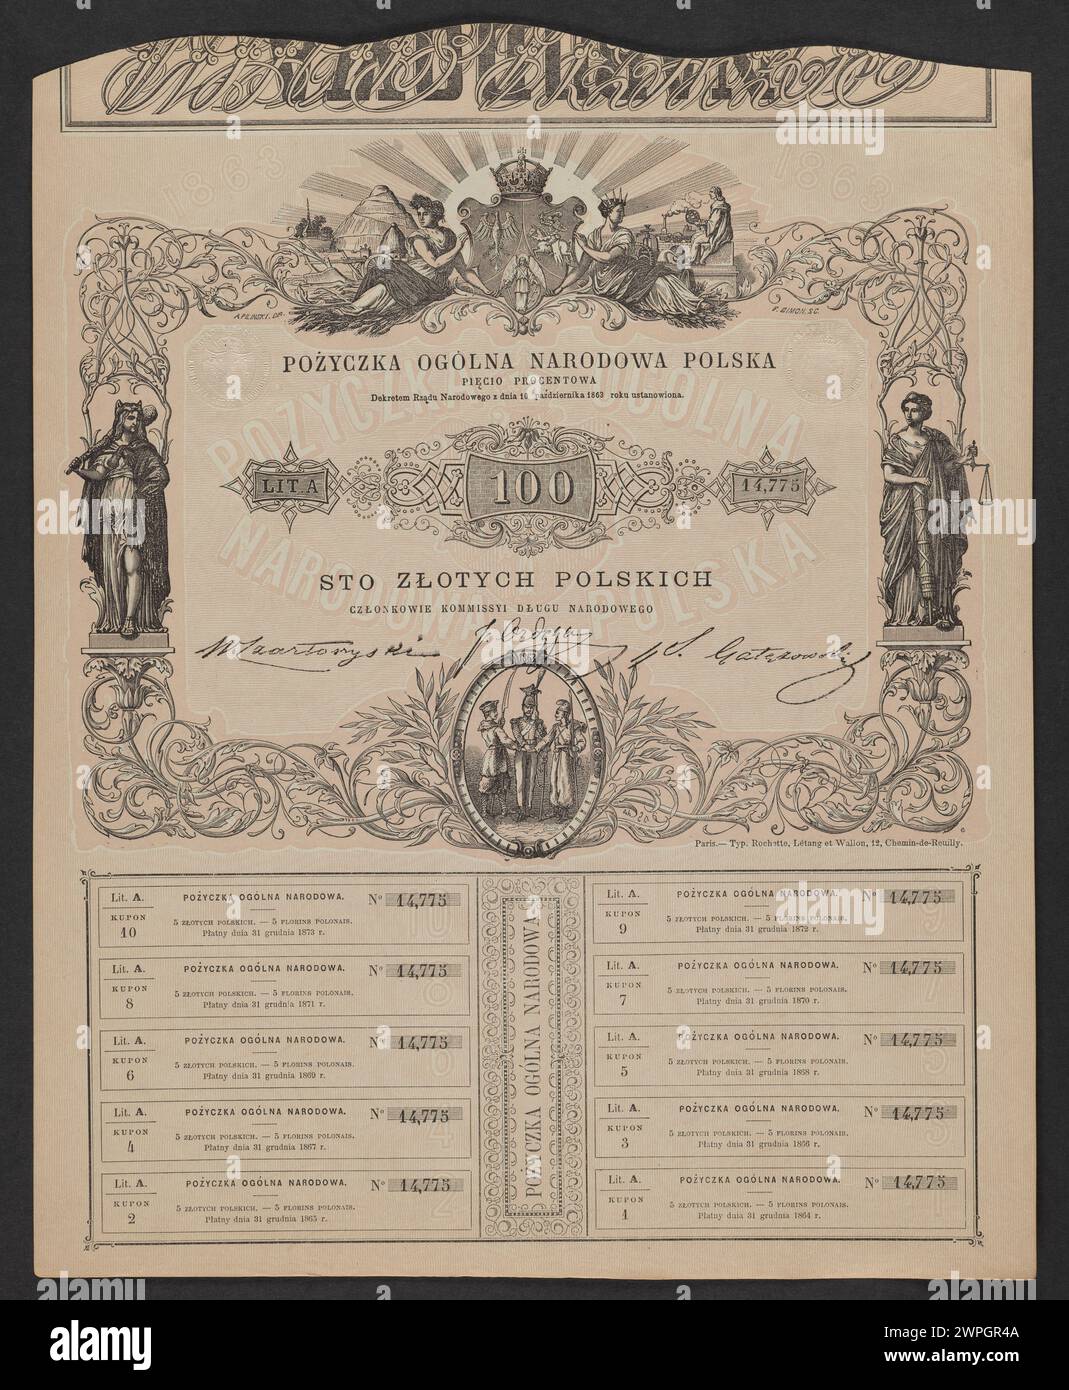 1863
1863
A. PILINSKI. DR.
F. GIMON. SC.
POŻYCZKA OGÓLNA NARODOWA POLSKA
PIĘCIO PROCENTOWA
Dekretem Rządu Narodowego z dnia 10 października 1863 roku ustanowiona.
POŻYCZKA OGÓLNA
LIT. A
100
14,775
NARODOWA POLSKA
STO ZŁOTYCH POLSKICH
CZŁONKOWIE KOMMISSYI DŁUGU NARODOWEGO
Paris.— Typ. Rochette, Létang et Wallon, 12, Chemin-de-Reuilly.
Lit. A. POŻYCZKA OGÓLNA NARODOWA. No 14,775
KUPON 5 ZŁOTYCH POLSKICH. — 5 FLORINS POLONAIS.
10 Płatny dnia 31 grudnia 1873 r.
Lit. A. POŻYCZKA OGÓLNA NARODOWA. No 14,775
KUPON 5 ZŁOTYCH POLSKICH. — 5 FLORINS POLONAIS.
9 Płatny dnia 31 grudnia 1872 r.
Lit. A. POŻYCZKA OGÓLNA NARODOWA. No 14,775
KUPON 5 ZŁOTYCH POLSKICH. — 5 FLORINS POLONAIS.
8 Płatny dnia 31 grudnia 1871 r.
Lit. A. POŻYCZKA OGÓLNA NARODOWA. No 14,775
KUPON 5 ZŁOTYCH POLSKICH. — 5 FLORINS POLONAIS.
7 Płatny dnia 31 grudnia 1870 r.
Lit. A. POŻYCZKA OGÓLNA NARODOWA. No 14,775
KUPON 5 ZŁOTYCH POLSKICH. — 5 FLORINS POLONAIS.
6 Płatny dnia 31 grudnia 1869 r.
Lit. A. POŻYCZKA OGÓLNA NARODOWA. No 14,775
KUPON 5 ZŁOTYCH POLSKICH. — 5 FLORINS POLONAIS.
5 Płatny dnia 31 grudnia 1868 r.
Lit. A. POŻYCZKA OGÓLNA NARODOWA. No 14,775
KUPON 5 ZŁOTYCH POLSKICH. — 5 FLORINS POLONAIS.
4 Płatny dnia 31 grudnia 1867 r.
Lit. A. POŻYCZKA OGÓLNA NARODOWA. No 14,775
KUPON 5 ZŁOTYCH POLSKICH. — 5 FLORINS POLONAIS.
3 Płatny dnia 31 grudnia 1866 r.
Lit. A. POŻYCZKA OGÓLNA NARODOWA. No 14,775
KUPON 5 ZŁOTYCH POLSKICH. — 5 FLORINS POLONAIS.
2 Płatny dnia 31 grudnia 1865 r.
Lit. A. POŻYCZKA OGÓLNA NARODOWA. No 14,775
KUPON 5 ZŁOTYCH POLSKICH. — 5 FLORINS POLONAIS.
1 Płatny dnia 31 grudnia 1864 r.
POŻYCZKA OGÓLNA NARODOWA
alamy
Image ID: 2WPGR4A
www.alamy.com